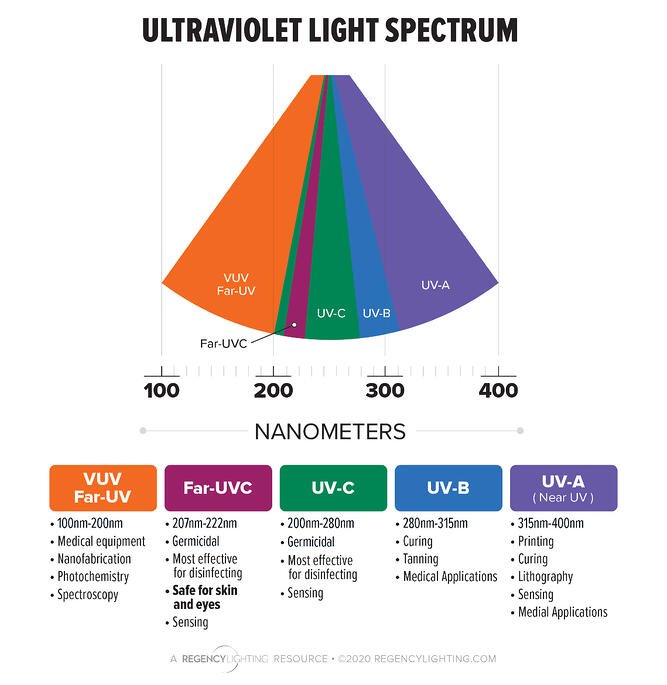 ULTRAVIOLET LIGHT SPECTRUM
VUV
Far-UV
UV-C
UV-B
UV-A
Far-UVC
100
200
300
400
NANOMETERS
VUV
Far-UV
• 100nm-200nm
• Medical equipment
• Nanofabrication
• Photochemistry
• Spectroscopy
Far-UVC
• 207nm-222nm
• Germicidal
• Most effective
for disinfecting
• Safe for skin
and eyes
• Sensing
UV-C
• 200nm-280nm
• Germicidal
• Most effective
for disinfecting
• Sensing
UV-B
• 280nm-315nm
• Curing
• Tanning
• Medical Applications
UV-A
( Near UV )
• 315nm-400nm
• Printing
• Curing
• Lithography
• Sensing
• Medial Applications
A REGENCYLIGHTING RESOURCE • ©2020 REGENCYLIGHTING.COM